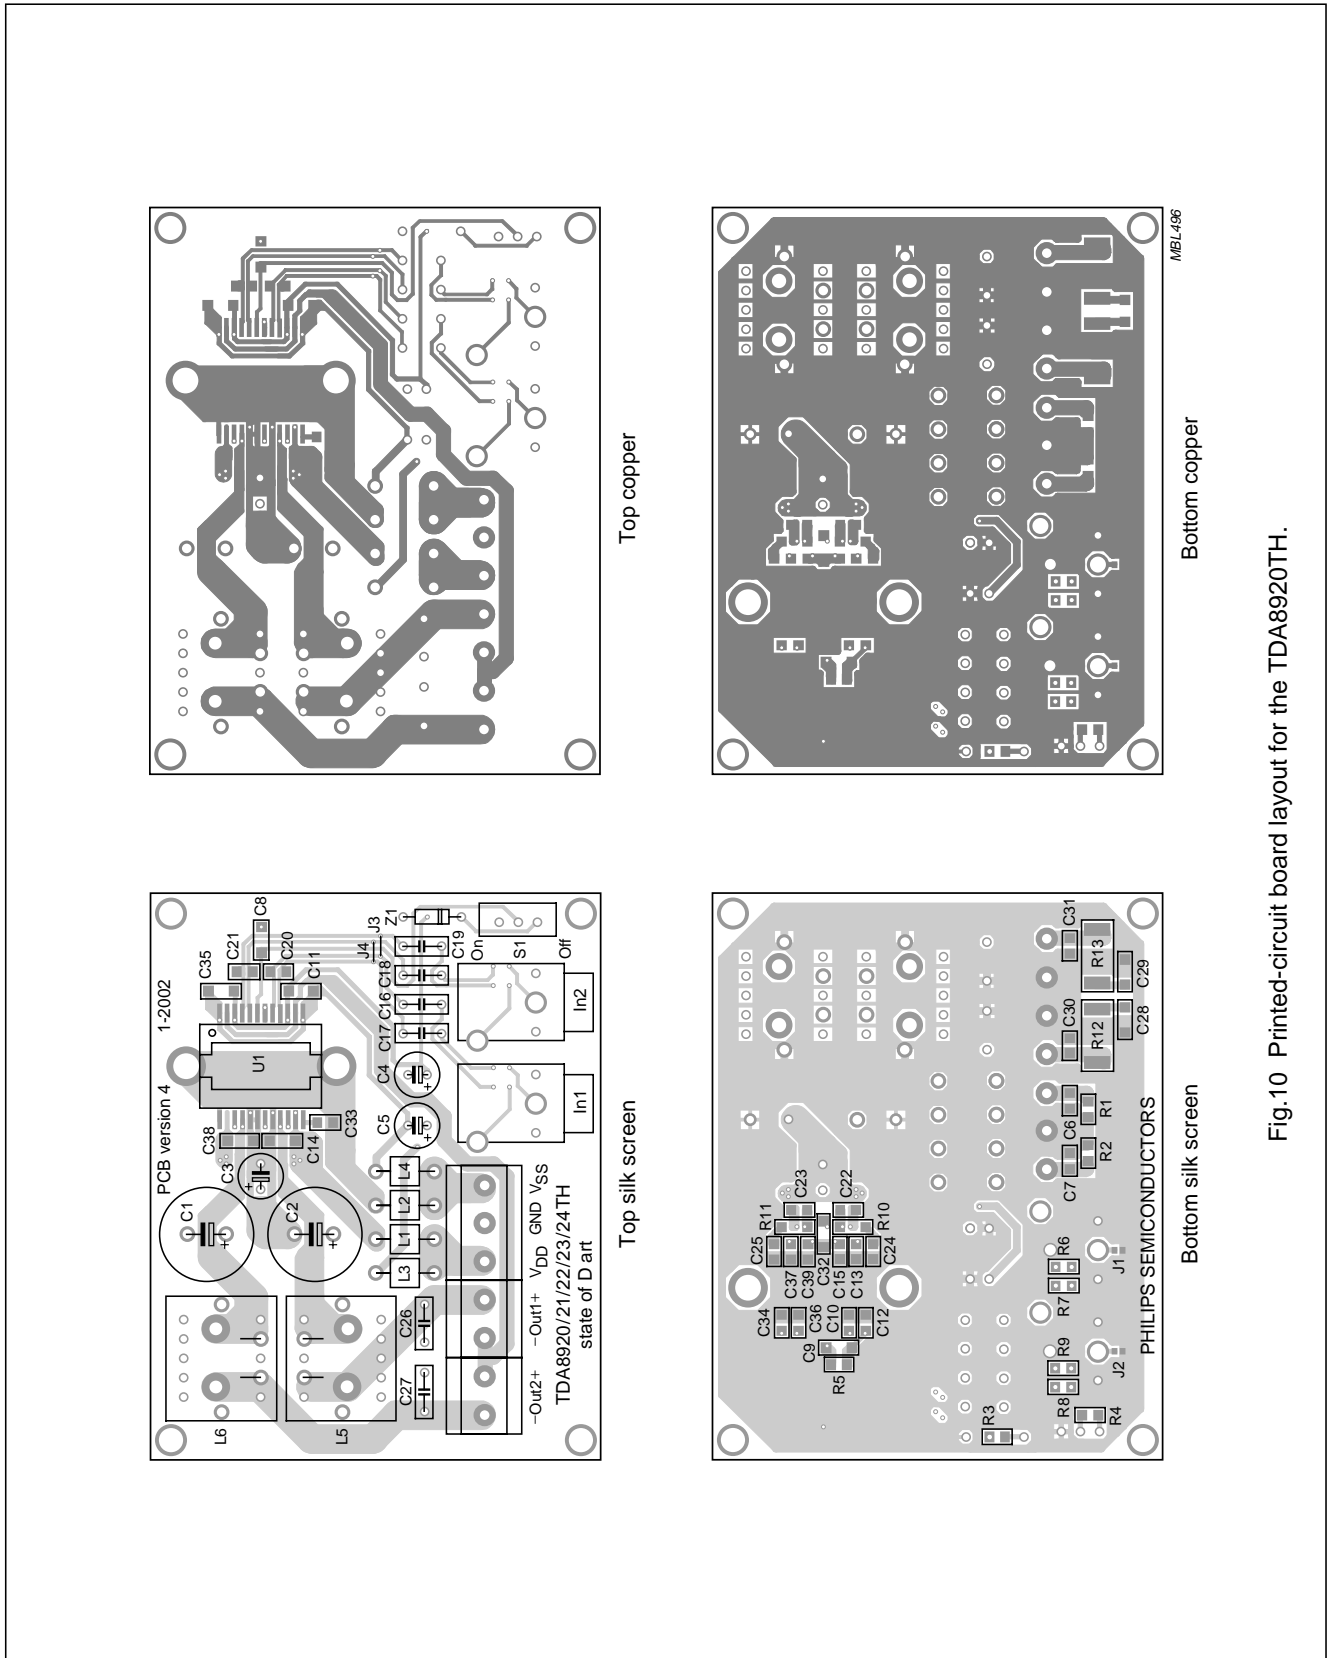 MBL496
Top copper
Bottom copper
PCB version 4
1-2002
C35
C21
C8
C20
C11
U1
C38
C3
C14
C33
C1
C2
L6
L5
J3
J4
Z1
C19
C18
C16
C17
C4
C5
L4
L2
L1
L3
C26
C27
On
S1
Off
In2
In1
−Out2+
−Out1+
VDD
GND
VSS
TDA8920/21/22/23/24TH
state of D art
Top silk screen
C31
R13
C29
C30
R12
C28
C6
R1
R2
C7
C23
C22
R11
R10
C25
C37
C39
C32
C15
C13
C24
C34
C36
C10
C12
C9
R5
R6
R7
J1
R9
R8
J2
R3
R4
PHILIPS SEMICONDUCTORS
Bottom silk screen
Fig.10 Printed-circuit board layout for the TDA8920TH.